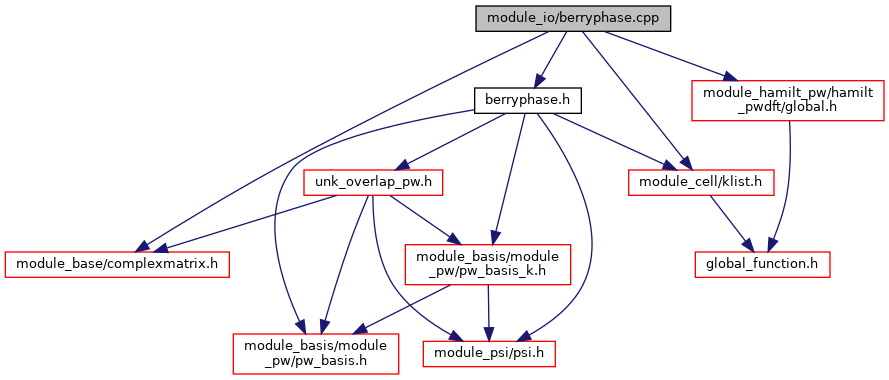 module_io/berryphase.cpp
berryphase.h
module_hamilt_pw/hamilt
_pwdft/global.h
unk_overlap_pw.h
module_cell/klist.h
module_base/complexmatrix.h
module_basis/module
_pw/pw_basis_k.h
global_function.h
module_basis/module
_pw/pw_basis.h
module_psi/psi.h